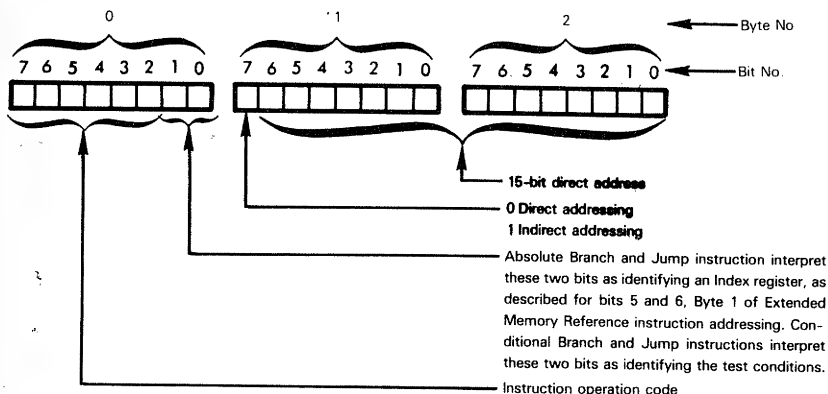 0 '1 2 Byte No
7 6 5 4 3 2 1 0 7 6 5 4 3 2 1 0 7 6. 5 4 3 2 1 0 Bit No.
15-bit direct address
0 Direct addressing
1 Indirect addressing
Absolute Branch and Jump instruction interpret
these two bits as identifying an Index register, as
described for bits 5 and 6, Byte 1 of Extended
Memory Reference instruction addressing. Con-
ditional Branch and Jump instructions interpret
these two bits as identifying the test conditions.
Instruction operation code